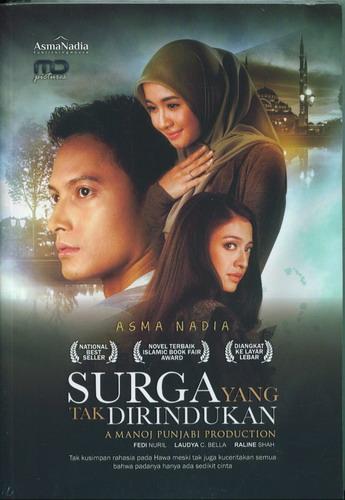 AsmaNadia
PUBLISHING HOUSE
MD
pictures
ASMA NADIA
NATIONAL
BEST
SELLER
NOVEL TERBAIK
ISLAMIC BOOK FAIR
AWARD
DIANGKAT
KE LAYAR
LEBAR
SURGA YANG
TAK DIRINDUKAN
A MANOJ PUNJABI PRODUCTION
FEDI NURIL LAUDYA C. BELLA RALINE SHAH
Tak kusimpan rahasia pada Hawa meski tak juga kuceritakan semua
bahwa padanya hanya ada sedikit cinta